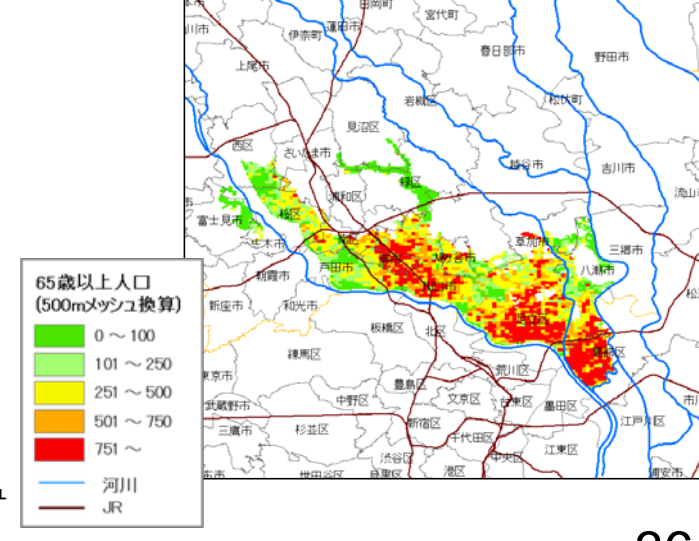 宮代町
蓮田市
伊奈町
春日部市
野田市
上尾市
岩槻区
松伏町
見沼区
西区
さいたま市
越谷市
吉川市
緑区
浦和区
流山
桜区
富士見市
南区
草加市
三郷市
志木市
蕨市
鳩ヶ谷市
戸田市
八潮市
朝霞市
川口市
新座市
和光市
板橋区
北区
足立区
葛飾区
練馬区
荒川区
豊島区
文京区
台東区
墨田区
武蔵野市
中野区
江戸川区
三鷹市
杉並区
新宿区
千代田区
渋谷区
中央区
江東区
世田谷区
目黒区
港区
浦安市
65歳以上人口
(500mメッシュ換算)
0～100
101～250
251～500
501～750
751～
河川
JR